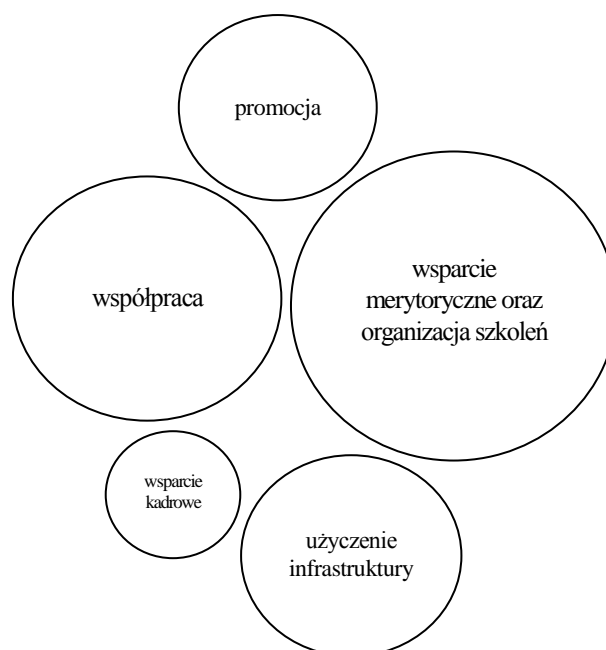 promocja
współpraca
wsparcie
merytoryczne oraz
organizacja szkoleń
wsparcie
kadrowe
użyczenie
infrastruktury